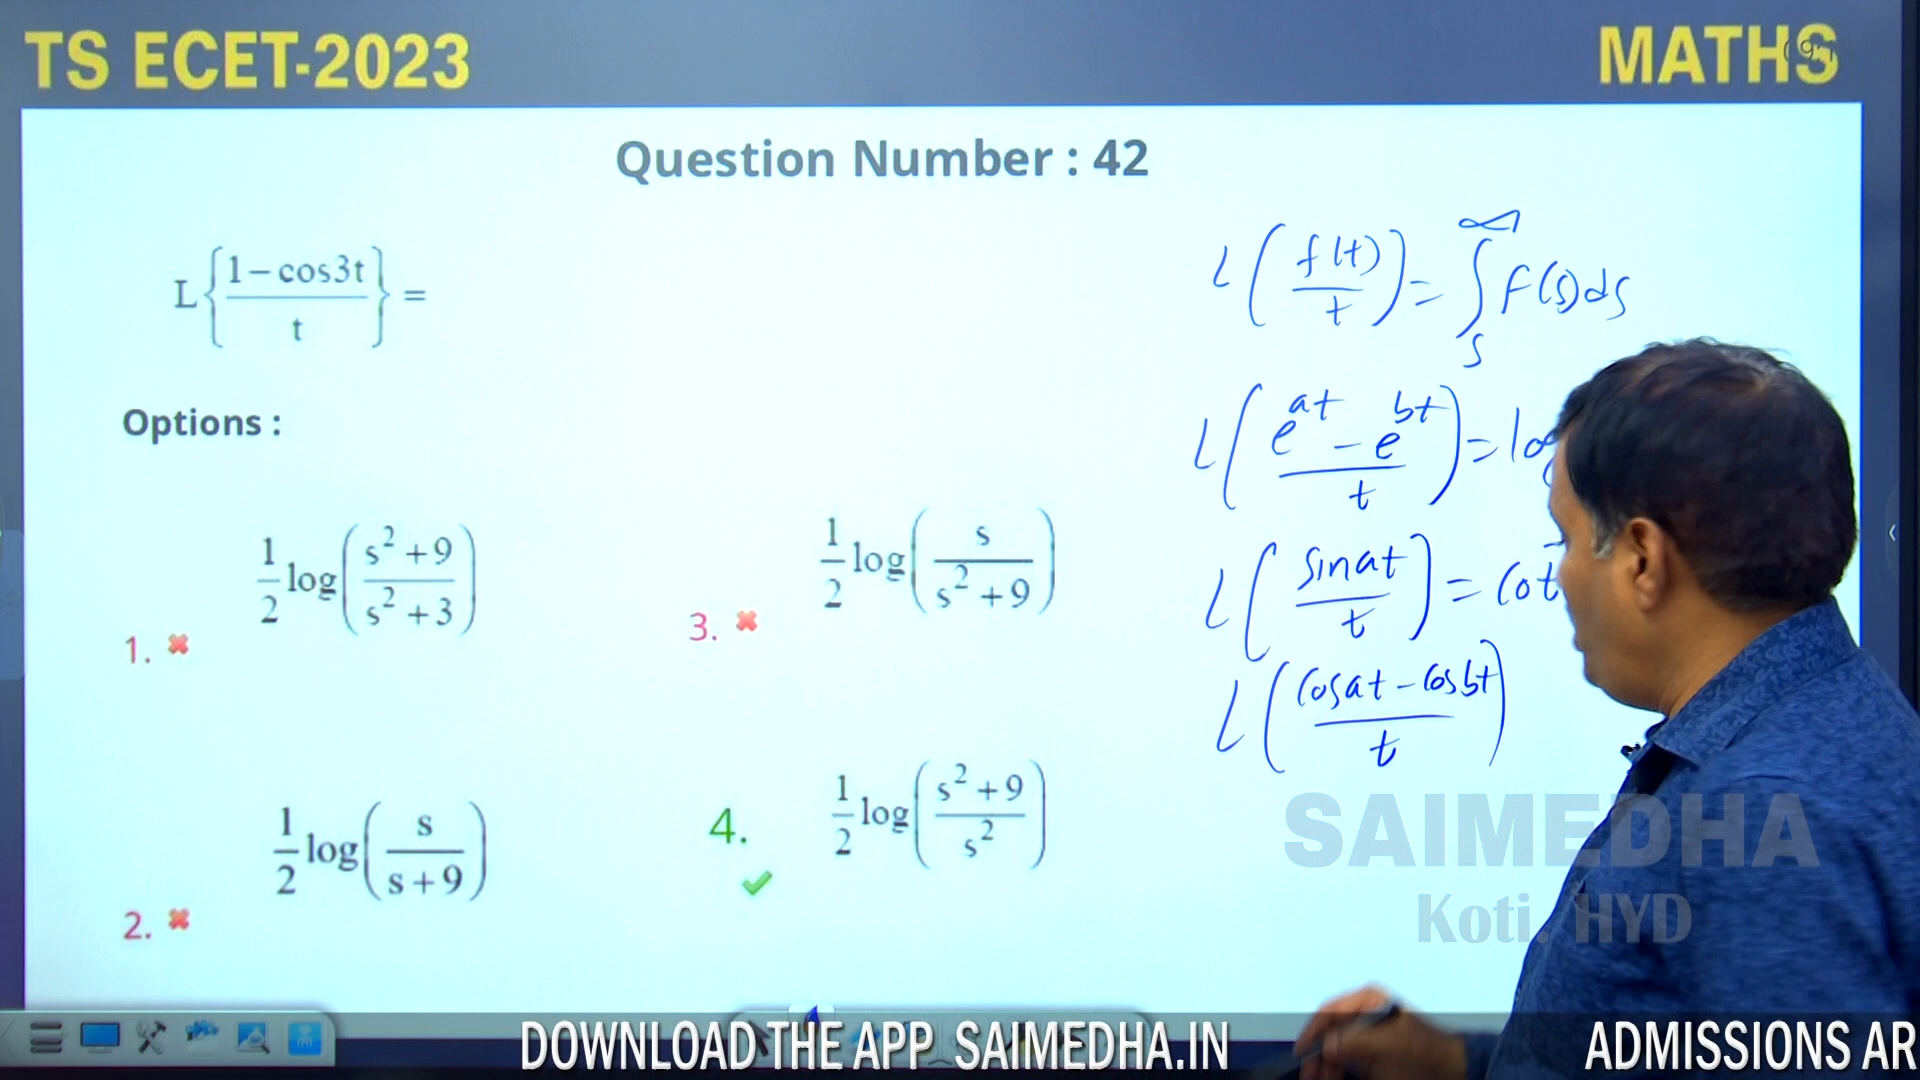 TS ECET-2023
MATHS
Question Number : 42
L{(1-cos3t)/t} =
Options :
1. 1/2 log((s²+9)/(s²+3))
2. 1/2 log(s/(s+9))
3. 1/2 log(s/(s²+9))
4. 1/2 log((s²+9)/s²)
L(f(t)/t) = ∫ₛ^∞ F(s)ds
L((e^at - e^bt)/t) = log
L(sinat/t) = cot
L((cosat - cosbt)/t)
SAIMEDHA
Koti. HYD
DOWNLOAD THE APP SAIMEDHA.IN
ADMISSIONS AR